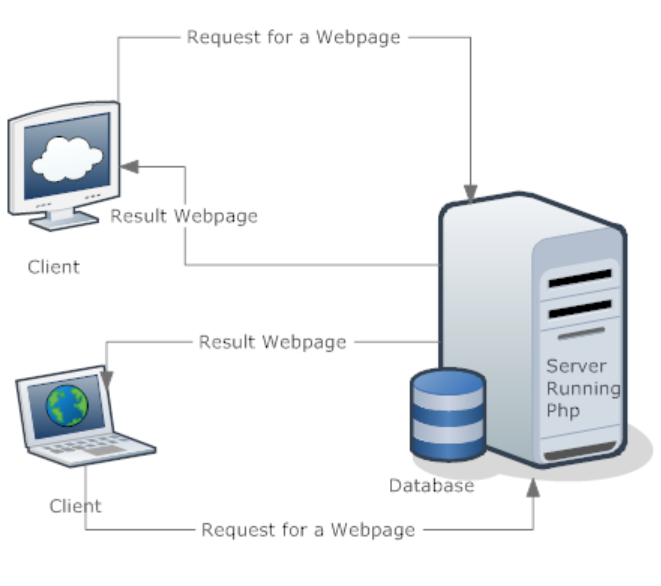 Request for a Webpage
Result Webpage
Client
Result Webpage
Server
Running
Php
Database
Client
Request for a Webpage